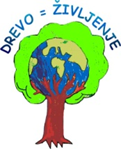 DREVO = ŽIVLJENJE